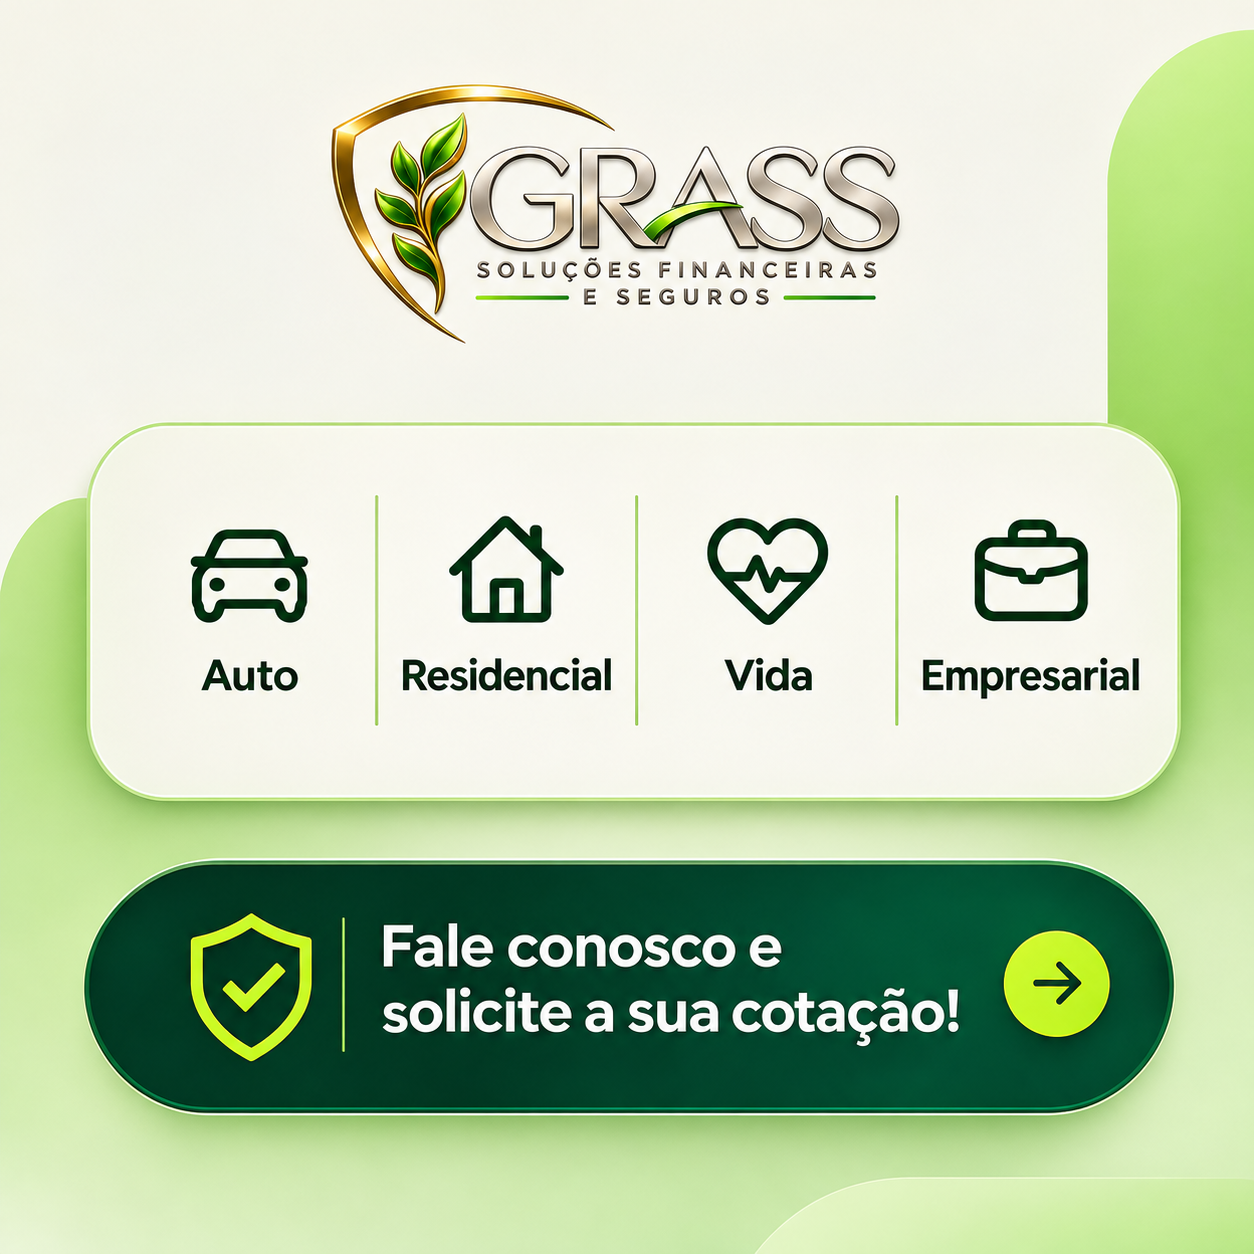 GRASS
SOLUÇÕES FINANCEIRAS
E SEGUROS
Auto
Residencial
Vida
Empresarial
Fale conosco e
solicite a sua cotação!